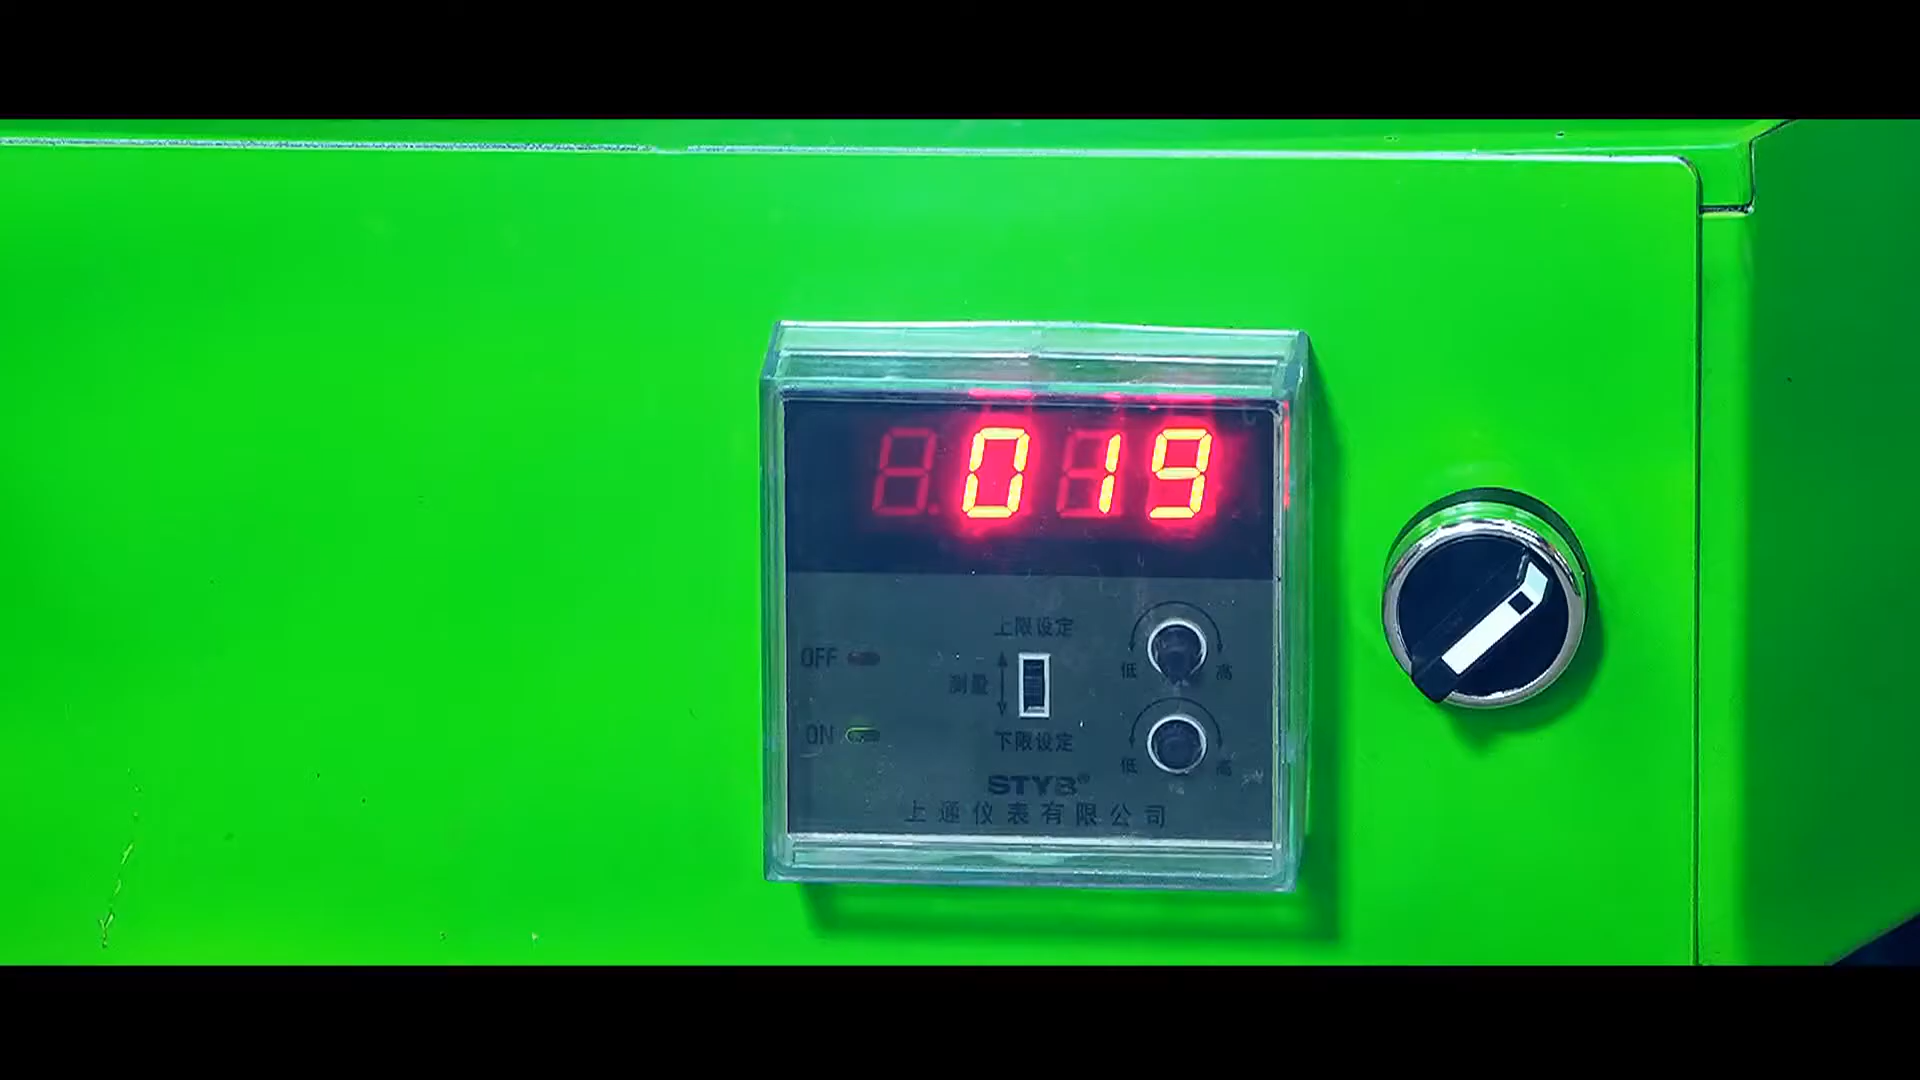 019
上限设定
OFF
测量
低 高
ON
下限设定
低 高
STYB®
上通仪表有限公司